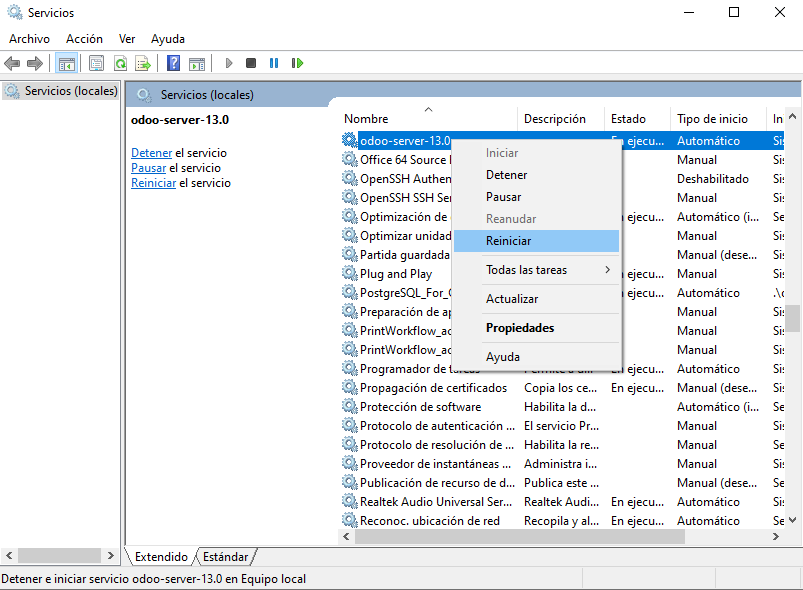 Servicios
Archivo Acción Ver Ayuda
Servicios (locales)
Servicios (locales)
odoo-server-13.0
Detener el servicio
Pausar el servicio
Reiniciar el servicio
Nombre Descripción Estado Tipo de inicio In
odoo-server-13.0 En ejecu... Automático Sis
Office 64 Source Manual Sis
OpenSSH Authen Deshabilitado Sis
OpenSSH SSH Ser Manual Sis
Optimización de ejecu... Automático (i... Se
Optimizar unidad Manual Sis
Partida guardada Manual (dese... Sis
Plug and Play ejecu... Manual Sis
PostgreSQL_For_ ejecu... Automático .\
Preparación de ap Manual Sis
PrintWorkflow_ac Manual Sis
PrintWorkflow_ac Manual Sis
Programador de tareas Permite a u... En ejecu... Automático Sis
Propagación de certificados Copia los ce... En ejecu... Manual (dese... Sis
Protección de software Habilita la d... Automático (i... Se
Protocolo de autenticación ... El servicio Pr... Manual Sis
Protocolo de resolución de ... Habilita la re... Manual Se
Proveedor de instantáneas ... Administra i... Manual Sis
Publicación de recurso de d... Publica este ... Manual (dese... Se
Realtek Audio Universal Ser... Realtek Audi... En ejecu... Automático Sis
Reconoc. ubicación de red Recopila y al... En ejecu... Automático Se
Iniciar
Detener
Pausar
Reanudar
Reiniciar
Todas las tareas
Actualizar
Propiedades
Ayuda
Extendido Estándar
Detener e iniciar servicio odoo-server-13.0 en Equipo local